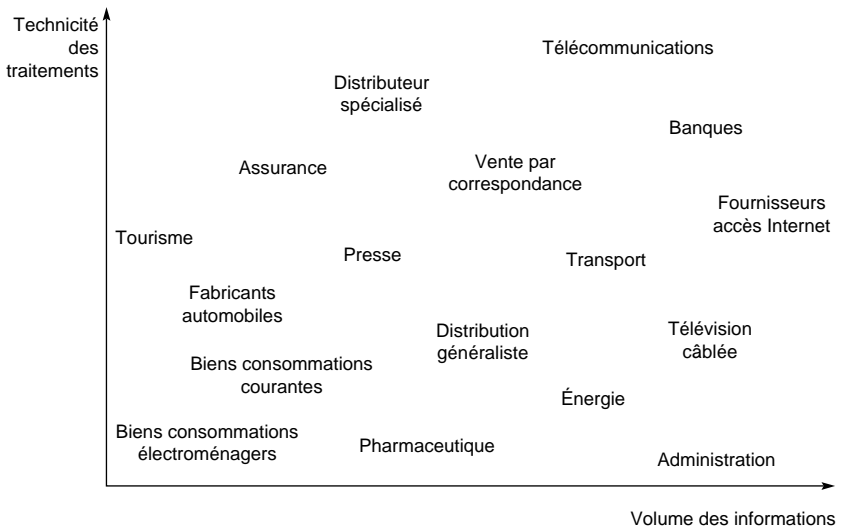 Technicité
des
traitements
Télécommunications
Distributeur
spécialisé
Banques
Assurance
Vente par
correspondance
Fournisseurs
accès Internet
Tourisme
Presse
Transport
Fabricants
automobiles
Distribution
généraliste
Télévision
câblée
Biens consommations
courantes
Énergie
Biens consommations
électroménagers
Pharmaceutique
Administration
Volume des informations